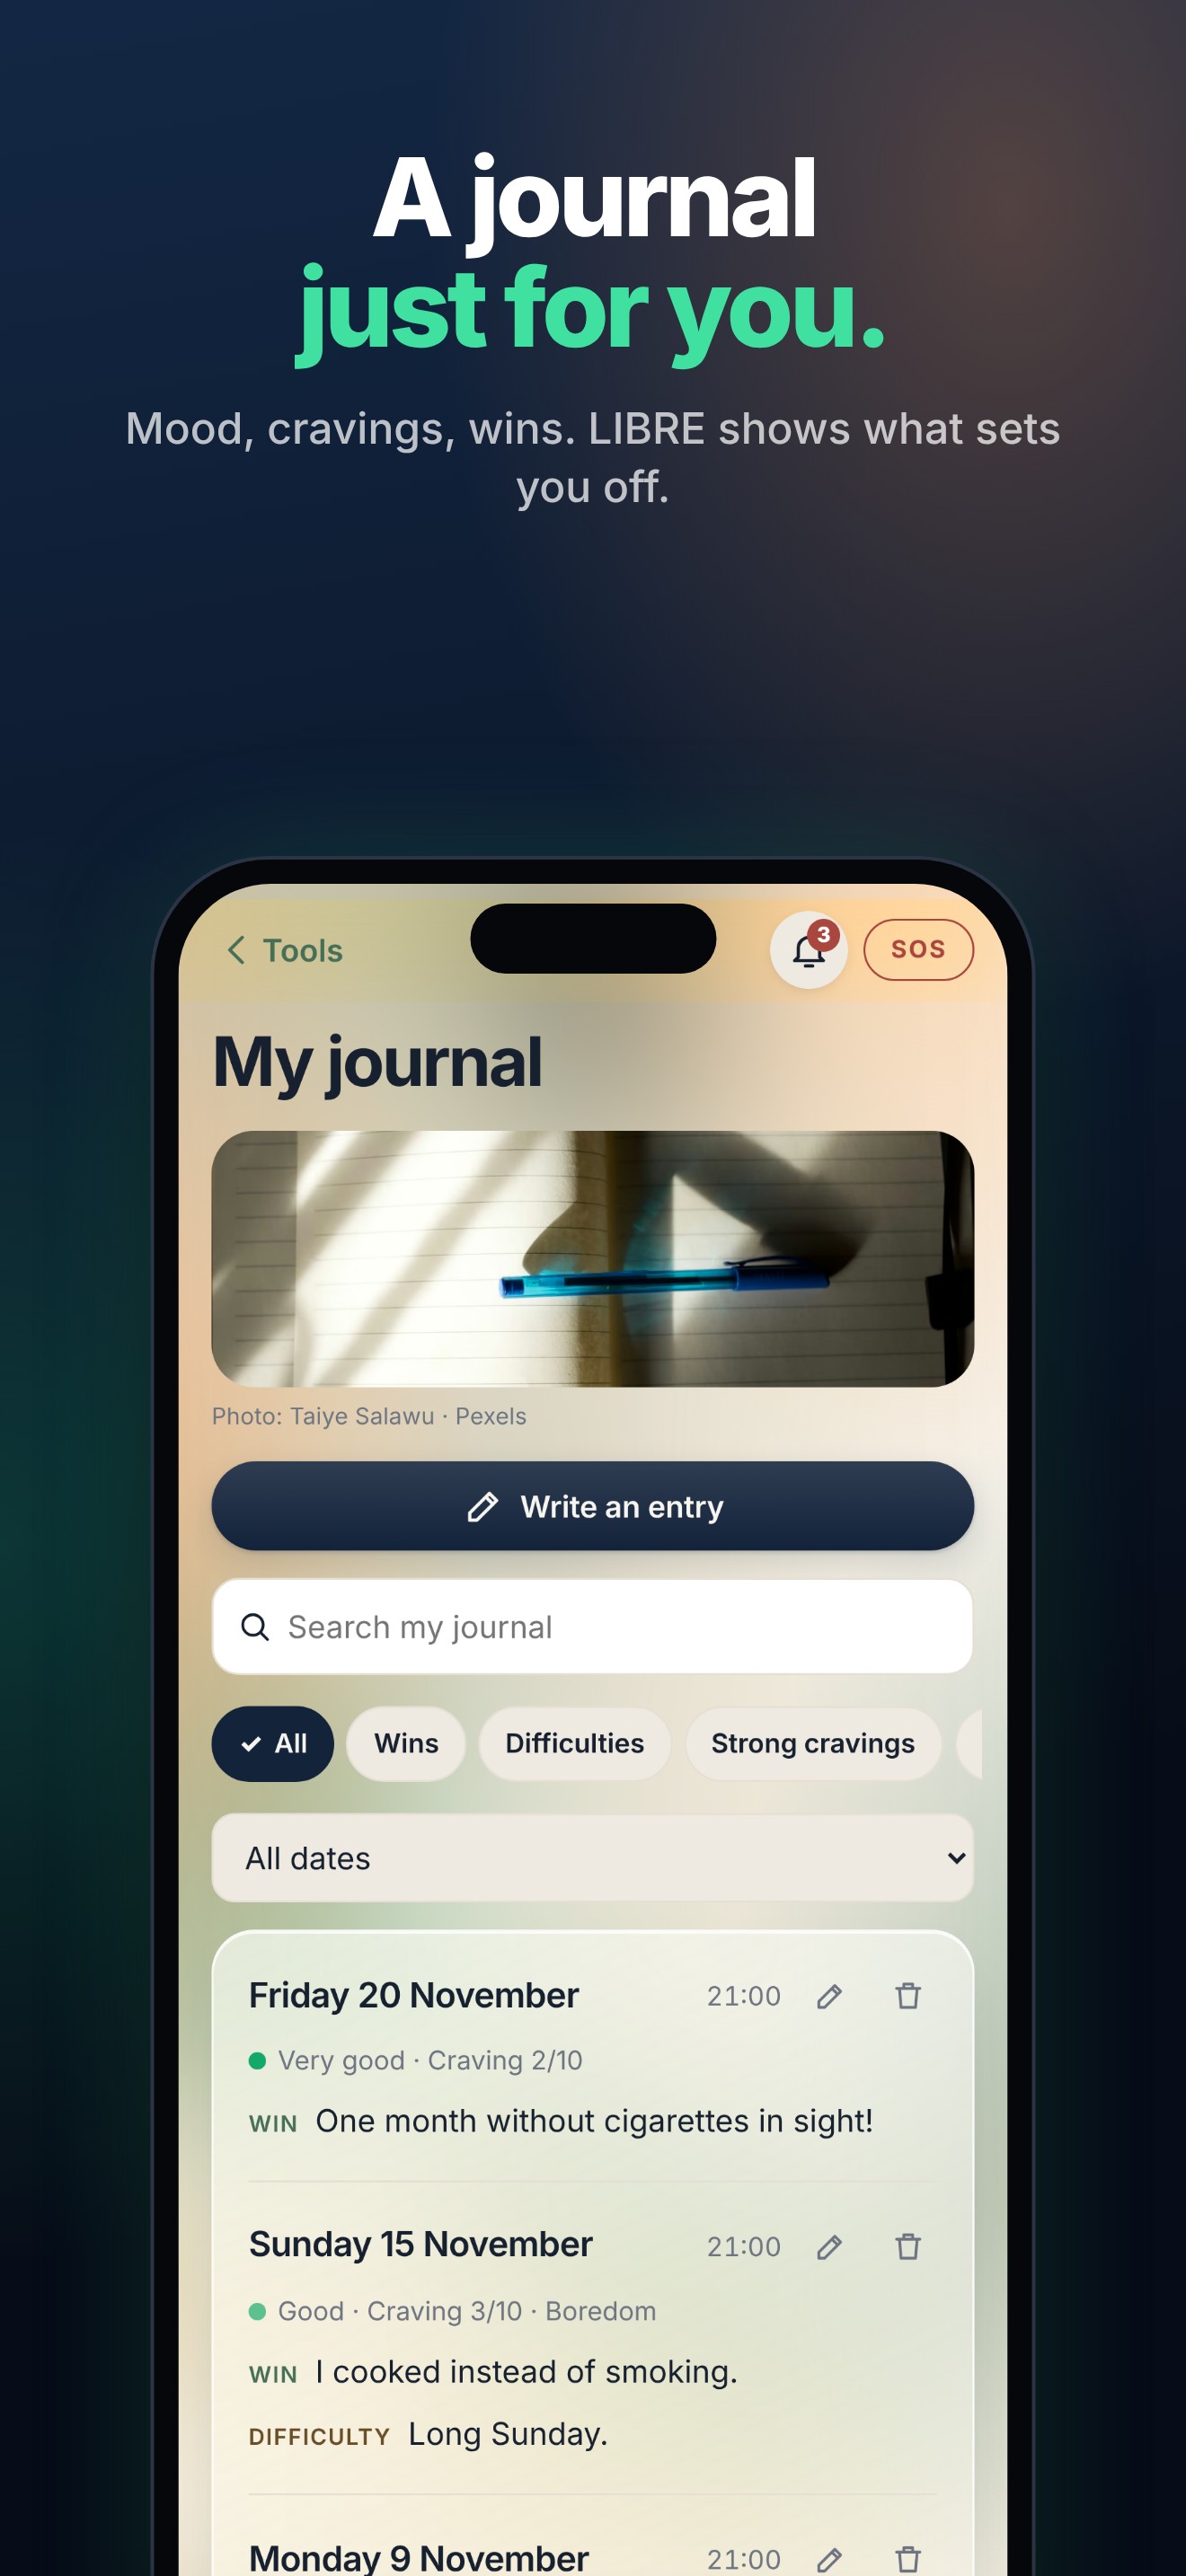 A journal
just for you.
Mood, cravings, wins. LIBRE shows what sets
you off.
Tools
3
SOS
My journal
Photo: Taiye Salawu · Pexels
Write an entry
Search my journal
All Wins Difficulties Strong cravings
All dates
Friday 20 November 21:00
Very good · Craving 2/10
WIN One month without cigarettes in sight!
Sunday 15 November 21:00
Good · Craving 3/10 · Boredom
WIN I cooked instead of smoking.
DIFFICULTY Long Sunday.
Monday 9 November 21:00